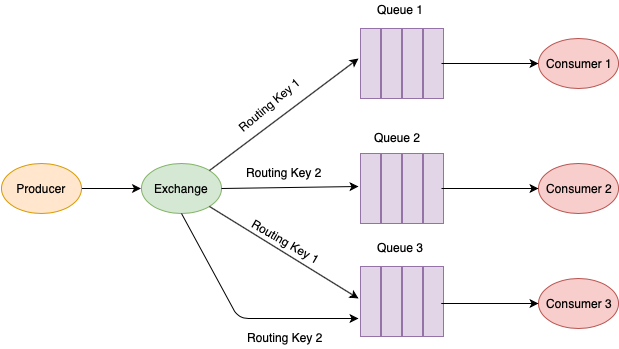 Queue 1
Consumer 1
Routing Key 1
Queue 2
Routing Key 2
Producer
Exchange
Consumer 2
Routing Key 1
Queue 3
Consumer 3
Routing Key 2